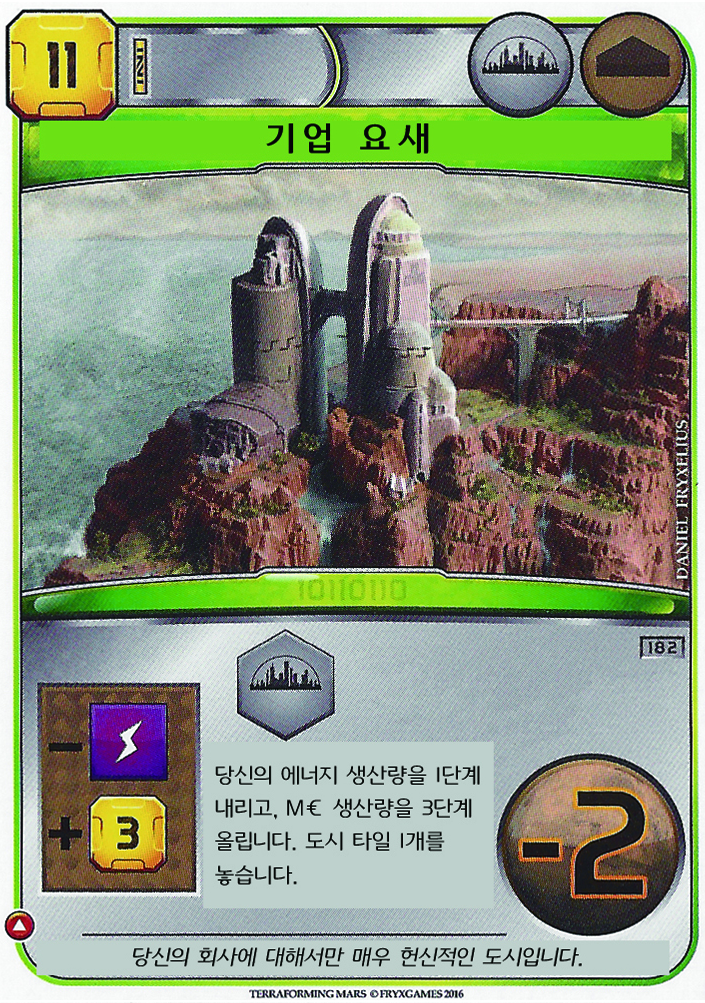 11
기업 요새
DANIEL FRYXELIUS
10110110
182
당신의 에너지 생산량을 1단계
내리고, M€ 생산량을 3단계
올립니다. 도시 타일 1개를
놓습니다.
+ 3
-2
당신의 회사에 대해서만 매우 헌신적인 도시입니다.
TERRAFORMING MARS © FRYXGAMES 2016